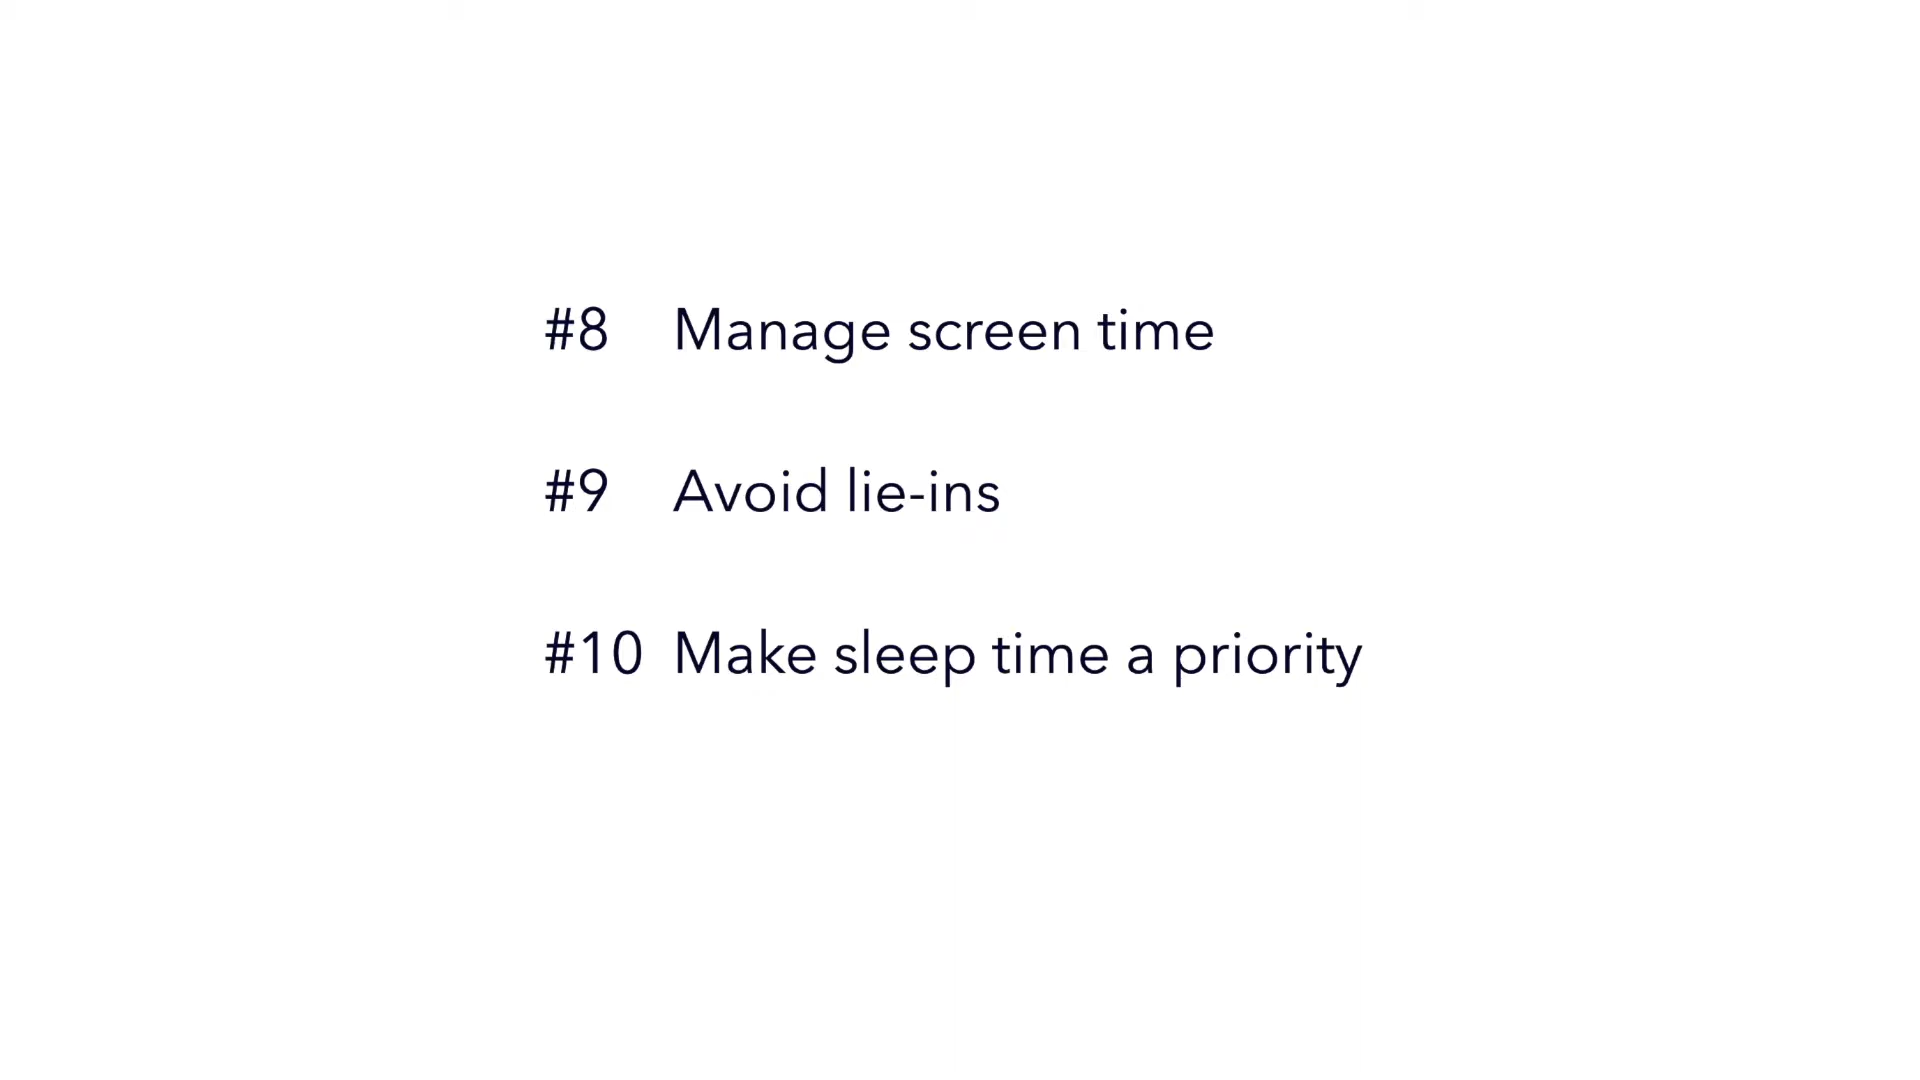 #8 Manage screen time
#9 Avoid lie-ins
#10 Make sleep time a priority